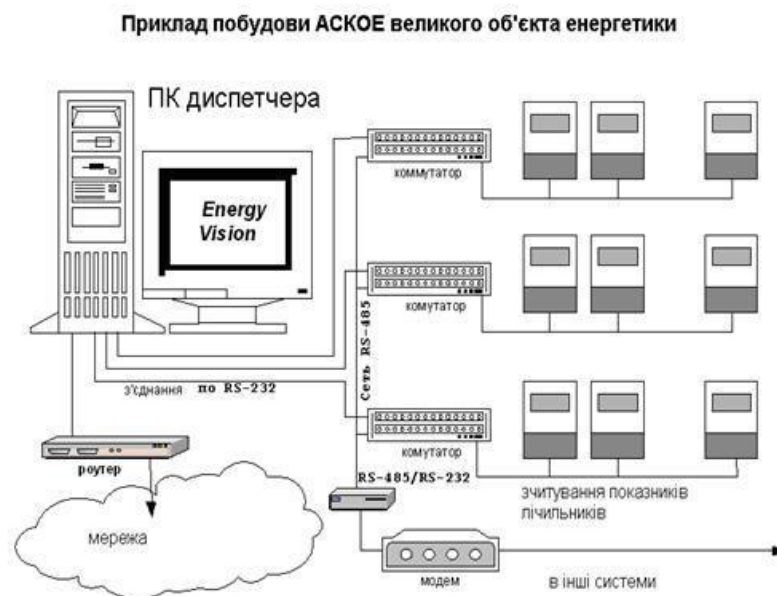 Приклад побудови АСКОЕ великого об'єкта енергетики
ПК диспетчера
Energy
Vision
коммутатор
комутатор
Сеть RS-485
з'єднання по RS-232
комутатор
роутер
RS-485/RS-232
зчитування показників
лічильників
мережа
модем
в інші системи